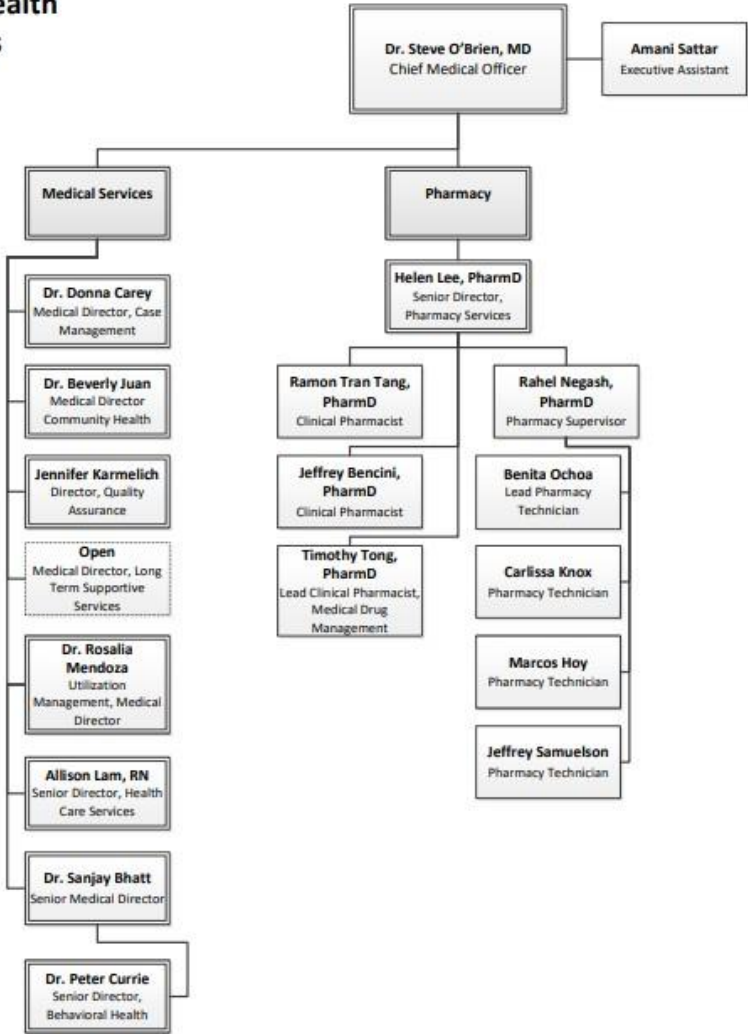 ealth
s
Dr. Steve O'Brien, MD
Chief Medical Officer
Amani Sattar
Executive Assistant
Medical Services
Pharmacy
Dr. Donna Carey
Medical Director, Case
Management
Dr. Beverly Juan
Medical Director
Community Health
Jennifer Karmelich
Director, Quality
Assurance
Open
Medical Director, Long
Term Supportive
Services
Dr. Rosalia
Mendoza
Utilization
Management, Medical
Director
Allison Lam, RN
Senior Director, Health
Care Services
Dr. Sanjay Bhatt
Senior Medical Director
Dr. Peter Currie
Senior Director,
Behavioral Health
Helen Lee, PharmD
Senior Director,
Pharmacy Services
Ramon Tran Tang,
PharmD
Clinical Pharmacist
Jeffrey Bencini,
PharmD
Clinical Pharmacist
Timothy Tong,
PharmD
Lead Clinical Pharmacist,
Medical Drug
Management
Rahel Negash,
PharmD
Pharmacy Supervisor
Benita Ochoa
Lead Pharmacy
Technician
Carlissa Knox
Pharmacy Technician
Marcos Hoy
Pharmacy Technician
Jeffrey Samuelson
Pharmacy Technician